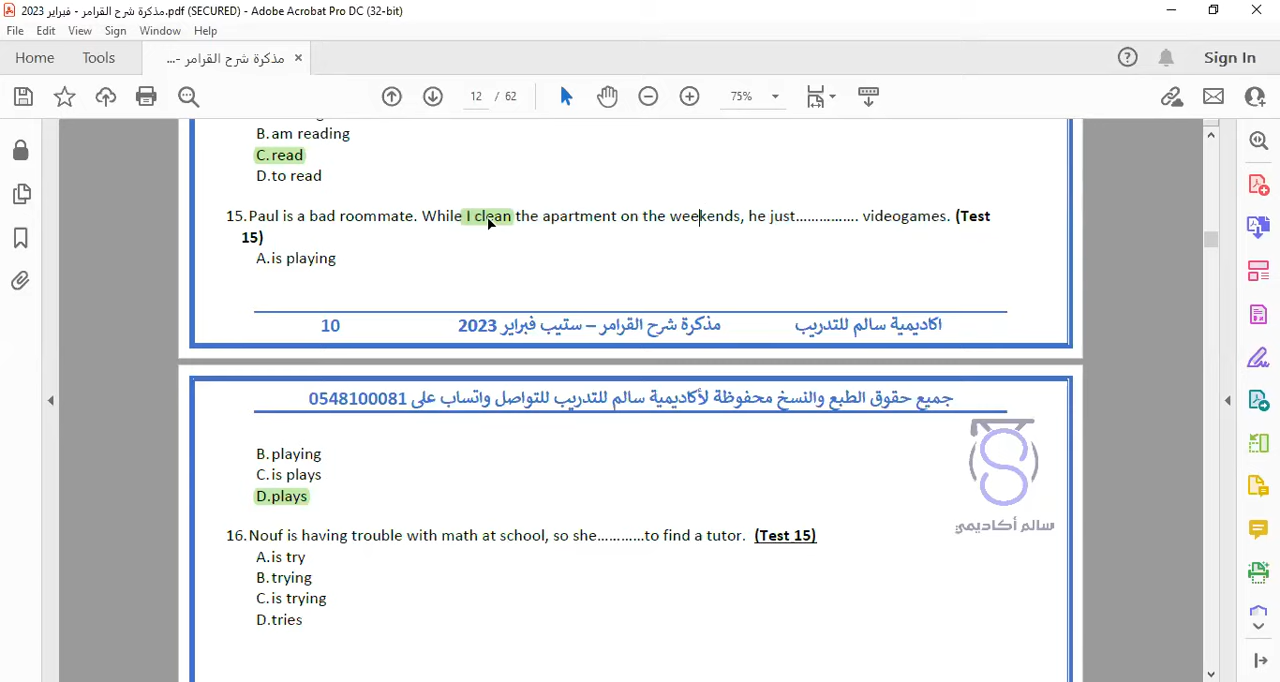 مذكرة شرح القرامر - فبراير 2023.pdf (SECURED) - Adobe Acrobat Pro DC (32-bit)
File Edit View Sign Window Help
Home Tools مذكرة شرح القرامر -... × Sign In
12 / 62 75%
B. am reading
C. read
D. to read
15. Paul is a bad roommate. While I clean the apartment on the weekends, he just................ videogames. (Test
15)
A. is playing
اكاديمية سالم للتدريب مذكرة شرح القرامر – ستيب فبراير 2023 10
جميع حقوق الطبع والنسخ محفوظة لأكاديمية سالم للتدريب للتواصل واتساب على 0548100081
B. playing
C. is plays
D. plays
سالم أكاديمي
16. Nouf is having trouble with math at school, so she............to find a tutor. (Test 15)
A. is try
B. trying
C. is trying
D. tries